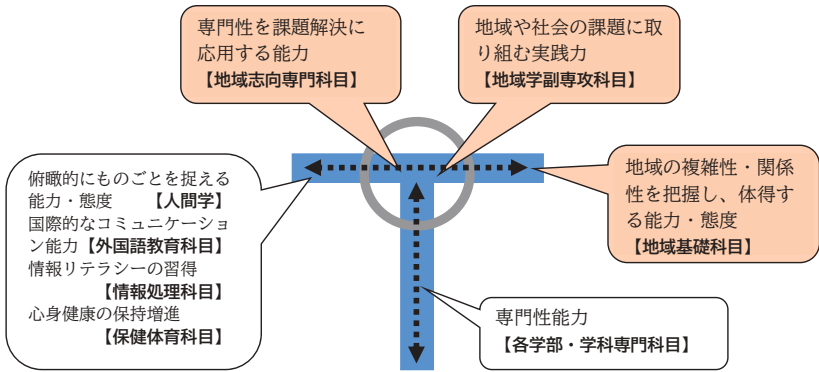 専門性を課題解決に
応用する能力
【地域志向専門科目】
地域や社会の課題に取
り組む実践力
【地域学副専攻科目】
俯瞰的にものごとを捉える
能力・態度 【人間学】
国際的なコミュニケーショ
ン能力【外国語教育科目】
情報リテラシーの習得
【情報処理科目】
心身健康の保持増進
【保健体育科目】
地域の複雑性・関係
性を把握し、体得す
る能力・態度
【地域基礎科目】
専門性能力
【各学部・学科専門科目】